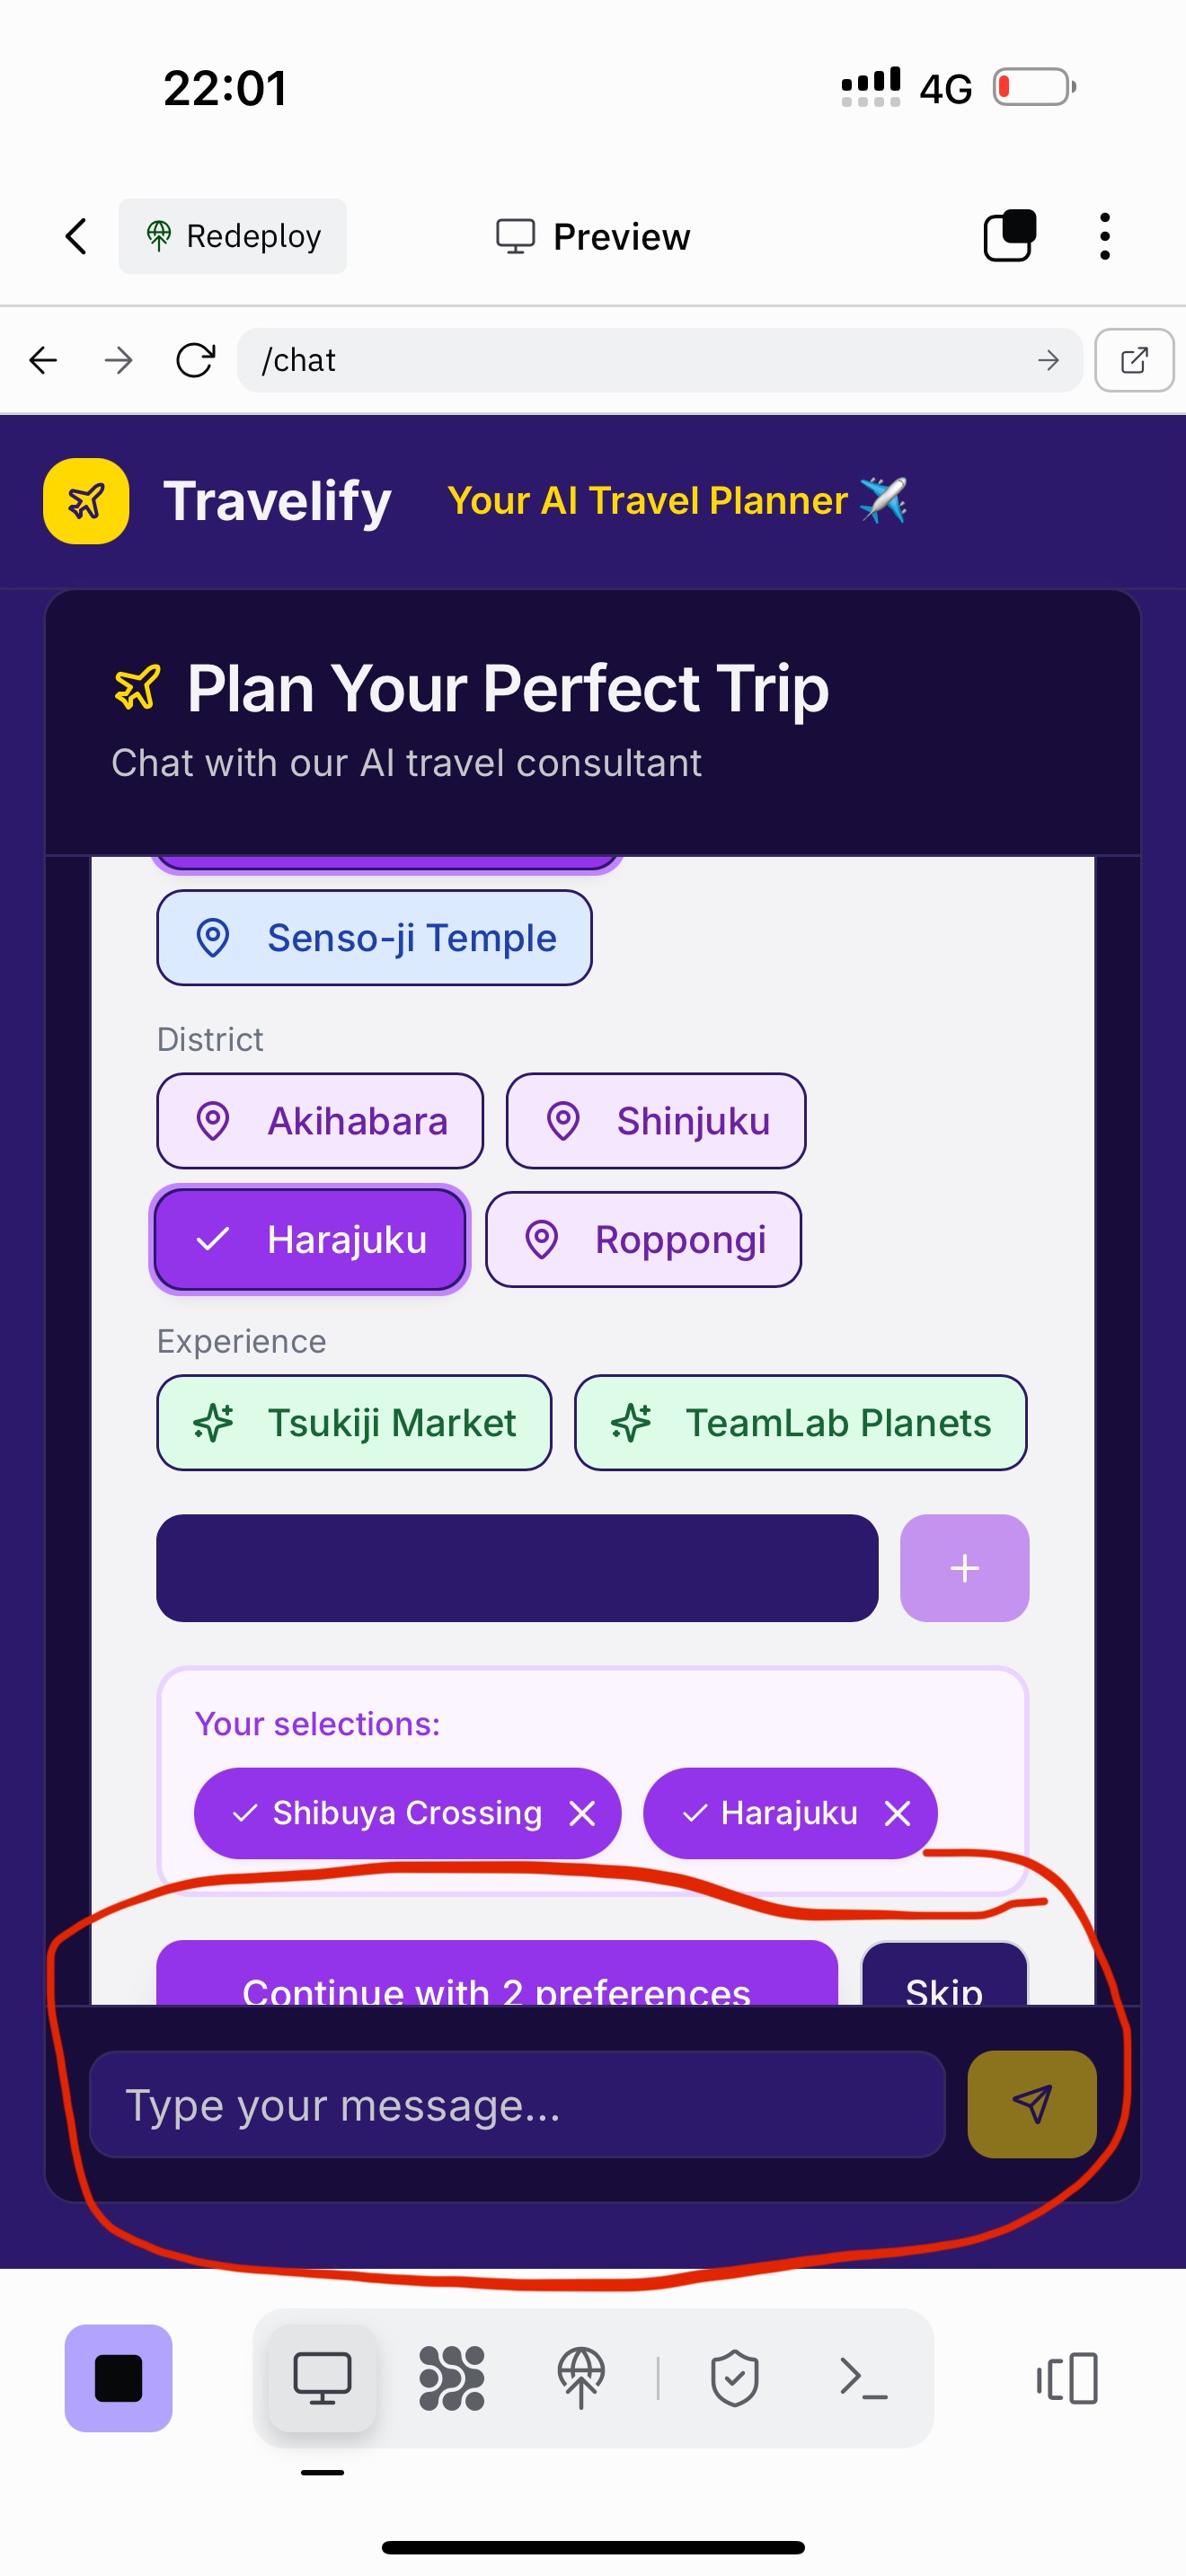 22:01 4G
Redeploy Preview
/chat
Travelify Your AI Travel Planner ✈️
Plan Your Perfect Trip
Chat with our AI travel consultant
Senso-ji Temple
District
Akihabara Shinjuku
Harajuku Roppongi
Experience
Tsukiji Market TeamLab Planets
Your selections:
Shibuya Crossing Harajuku
Continue with 2 preferences Skip
Type your message...